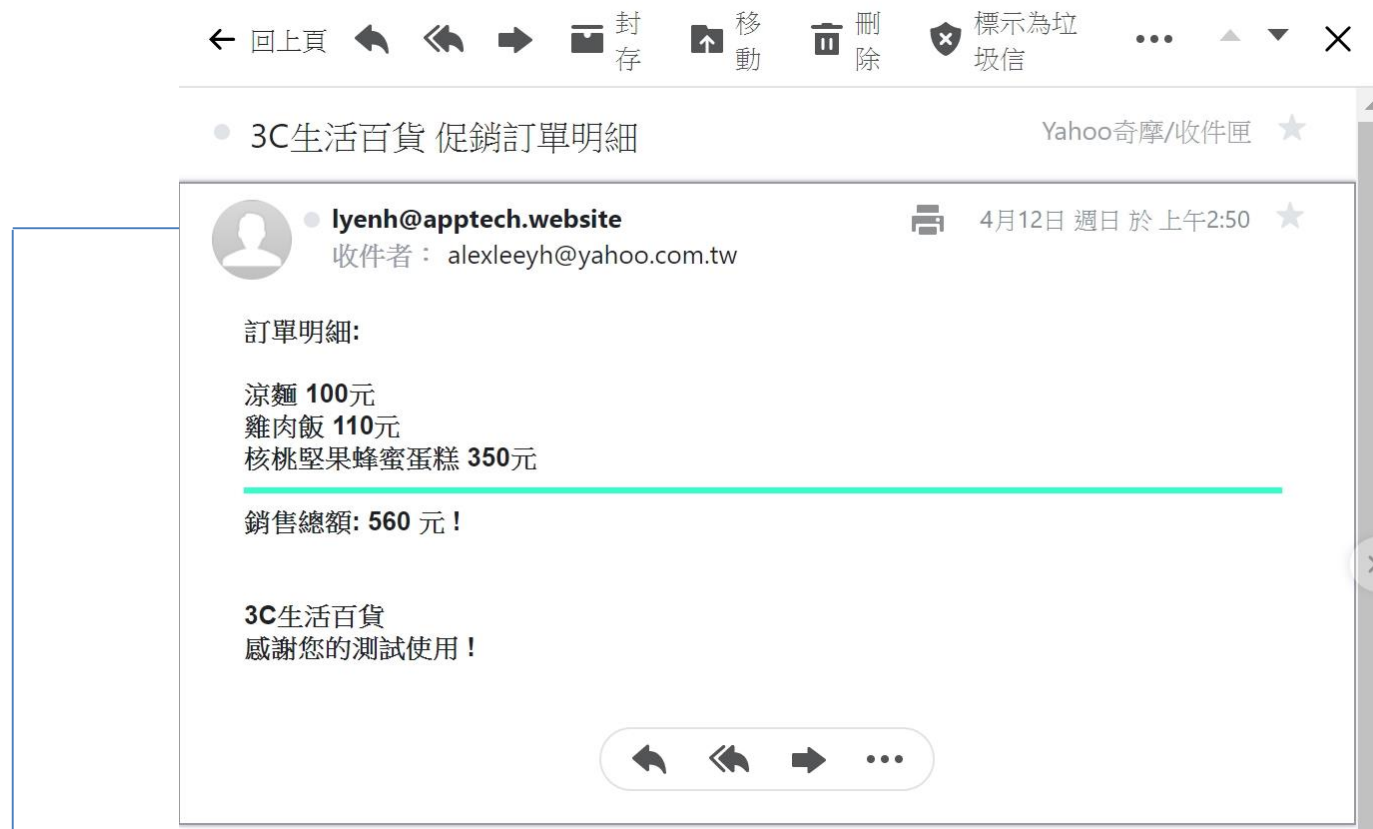 回上頁 封存 移動 刪除 標示為垃圾信
3C生活百貨 促銷訂單明細 Yahoo奇摩/收件匣
lyenh@apptech.website 4月12日 週日 於 上午2:50
收件者： alexleeyh@yahoo.com.tw
訂單明細:
涼麵 100元
雞肉飯 110元
核桃堅果蜂蜜蛋糕 350元
銷售總額: 560 元 !
3C生活百貨
感謝您的測試使用 !